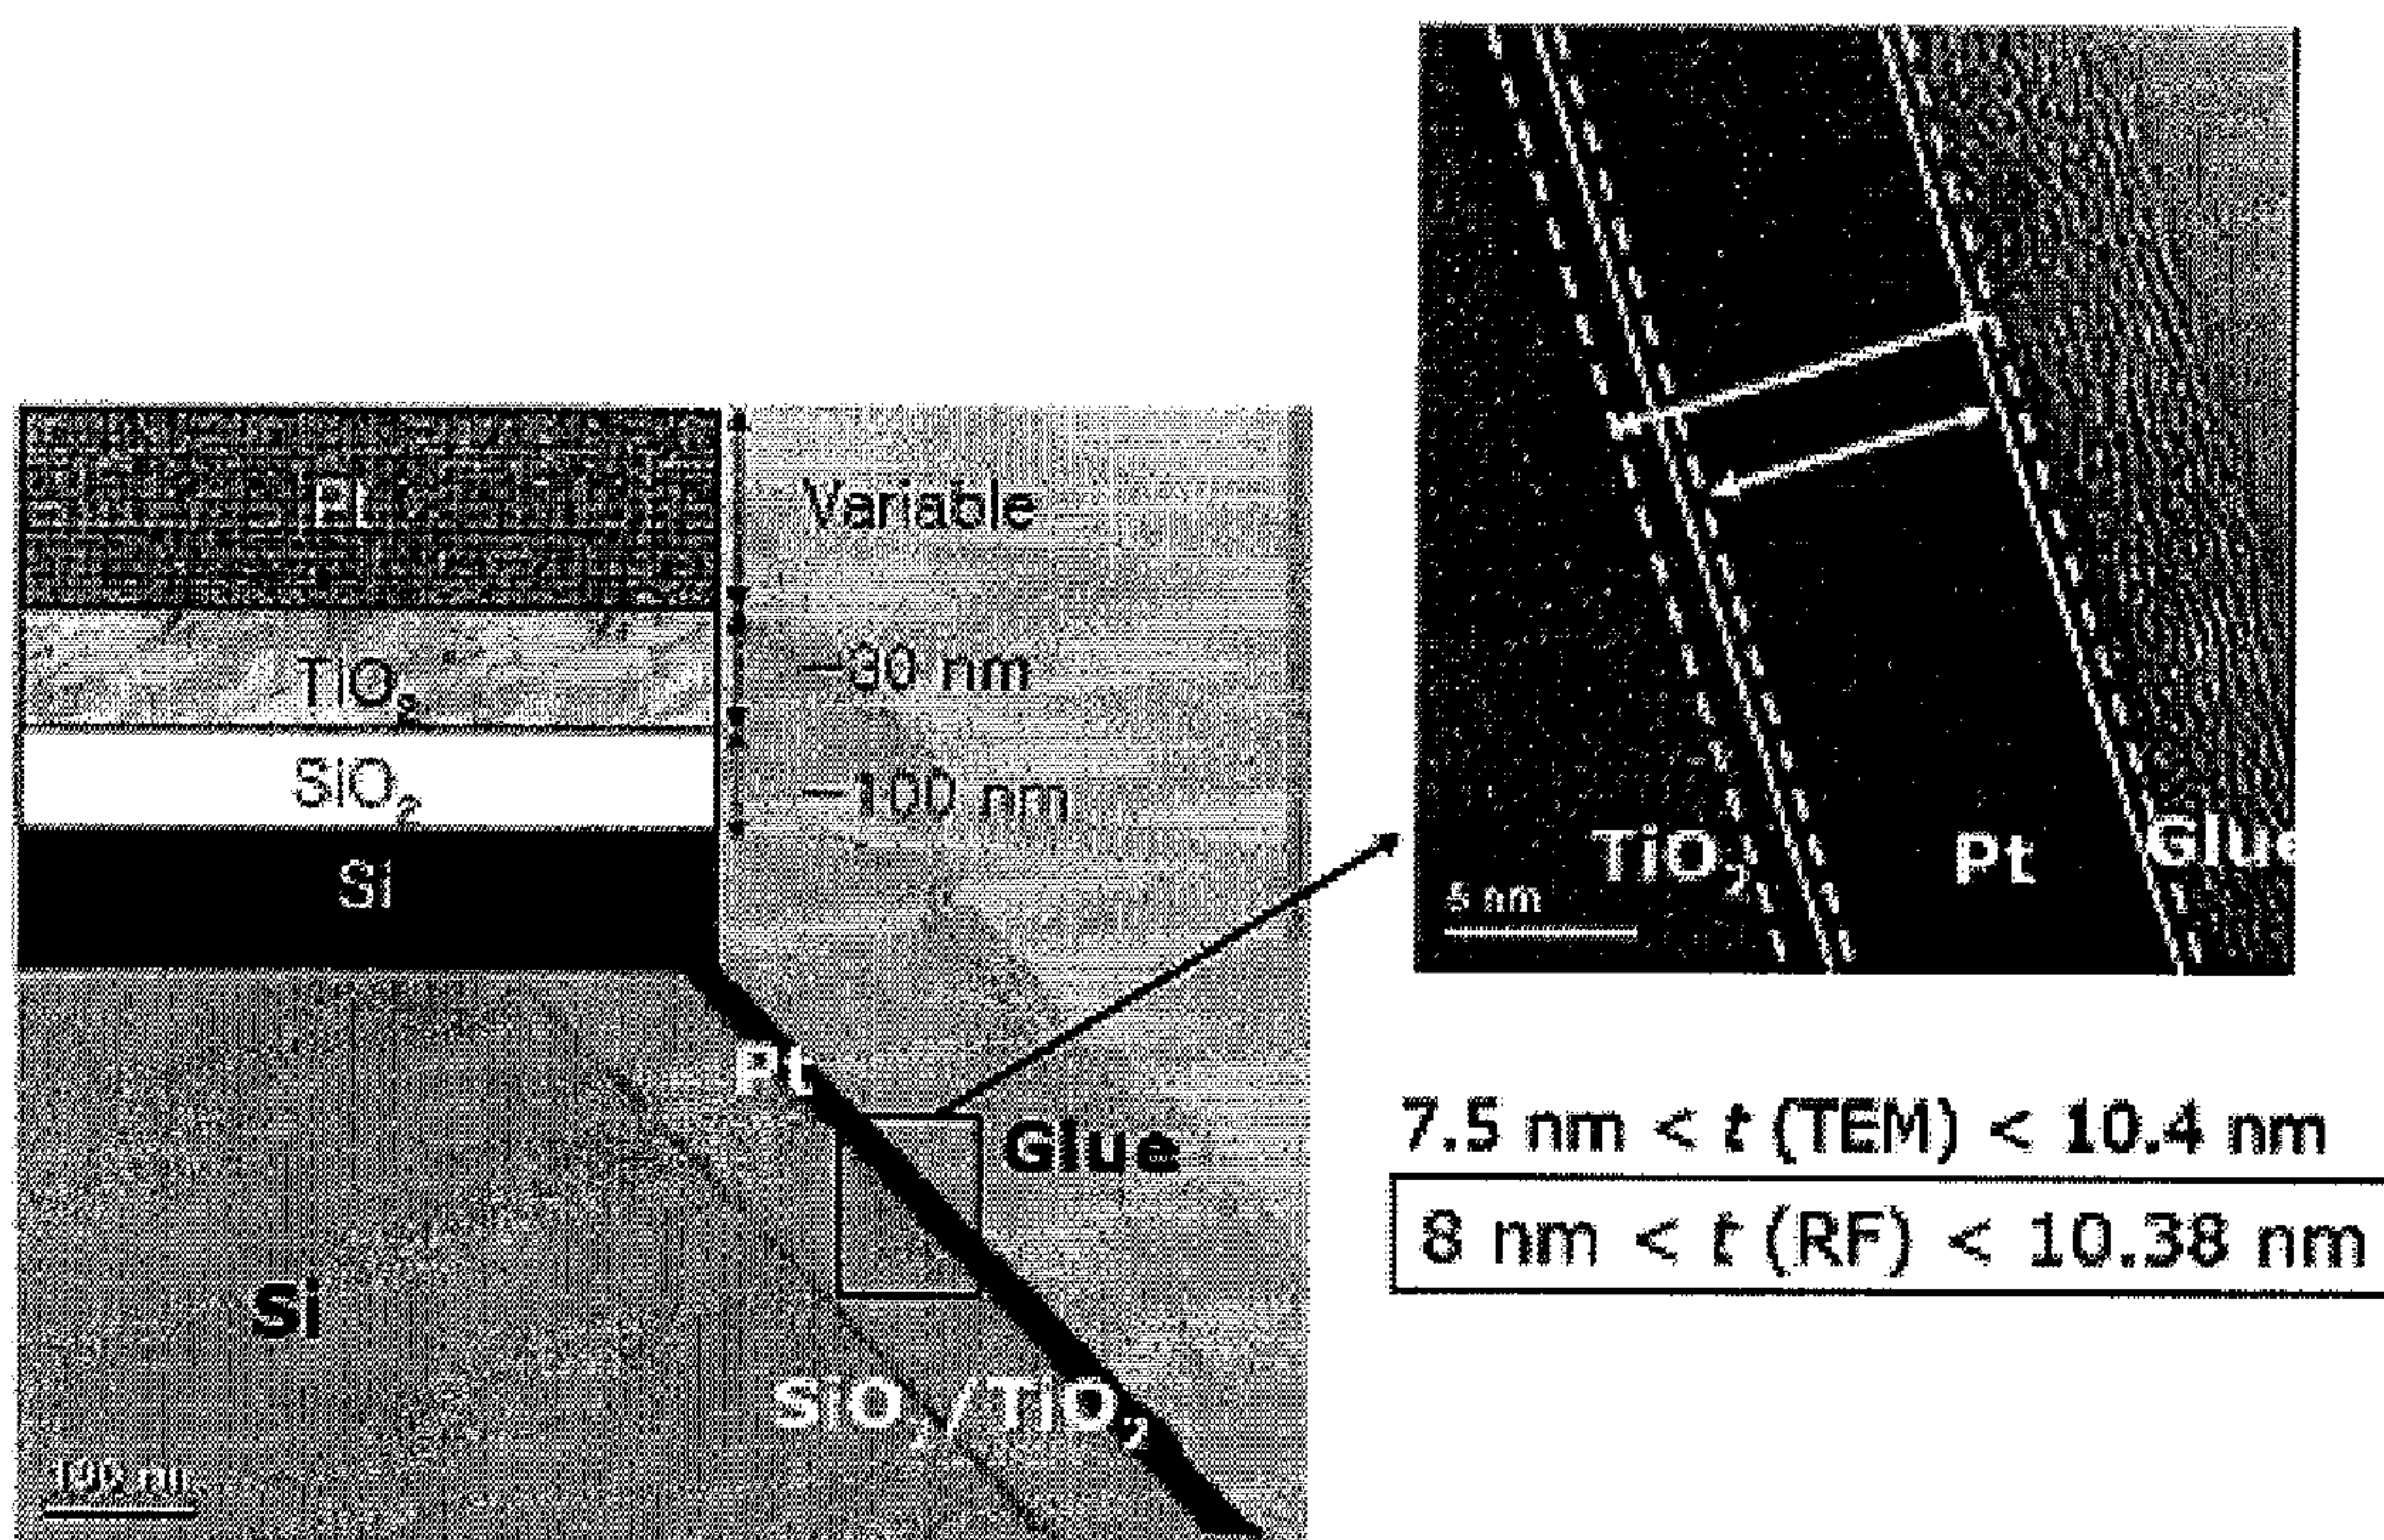 Pt
Variable
TiO₂
~30 nm
SiO₂
~100 nm
Si
Pt
Glue
Si
SiO₂/TiO₂
100 nm
TiO₂
Pt
Glue
5 nm
7.5 nm < t (TEM) < 10.4 nm
8 nm < t (RF) < 10.38 nm